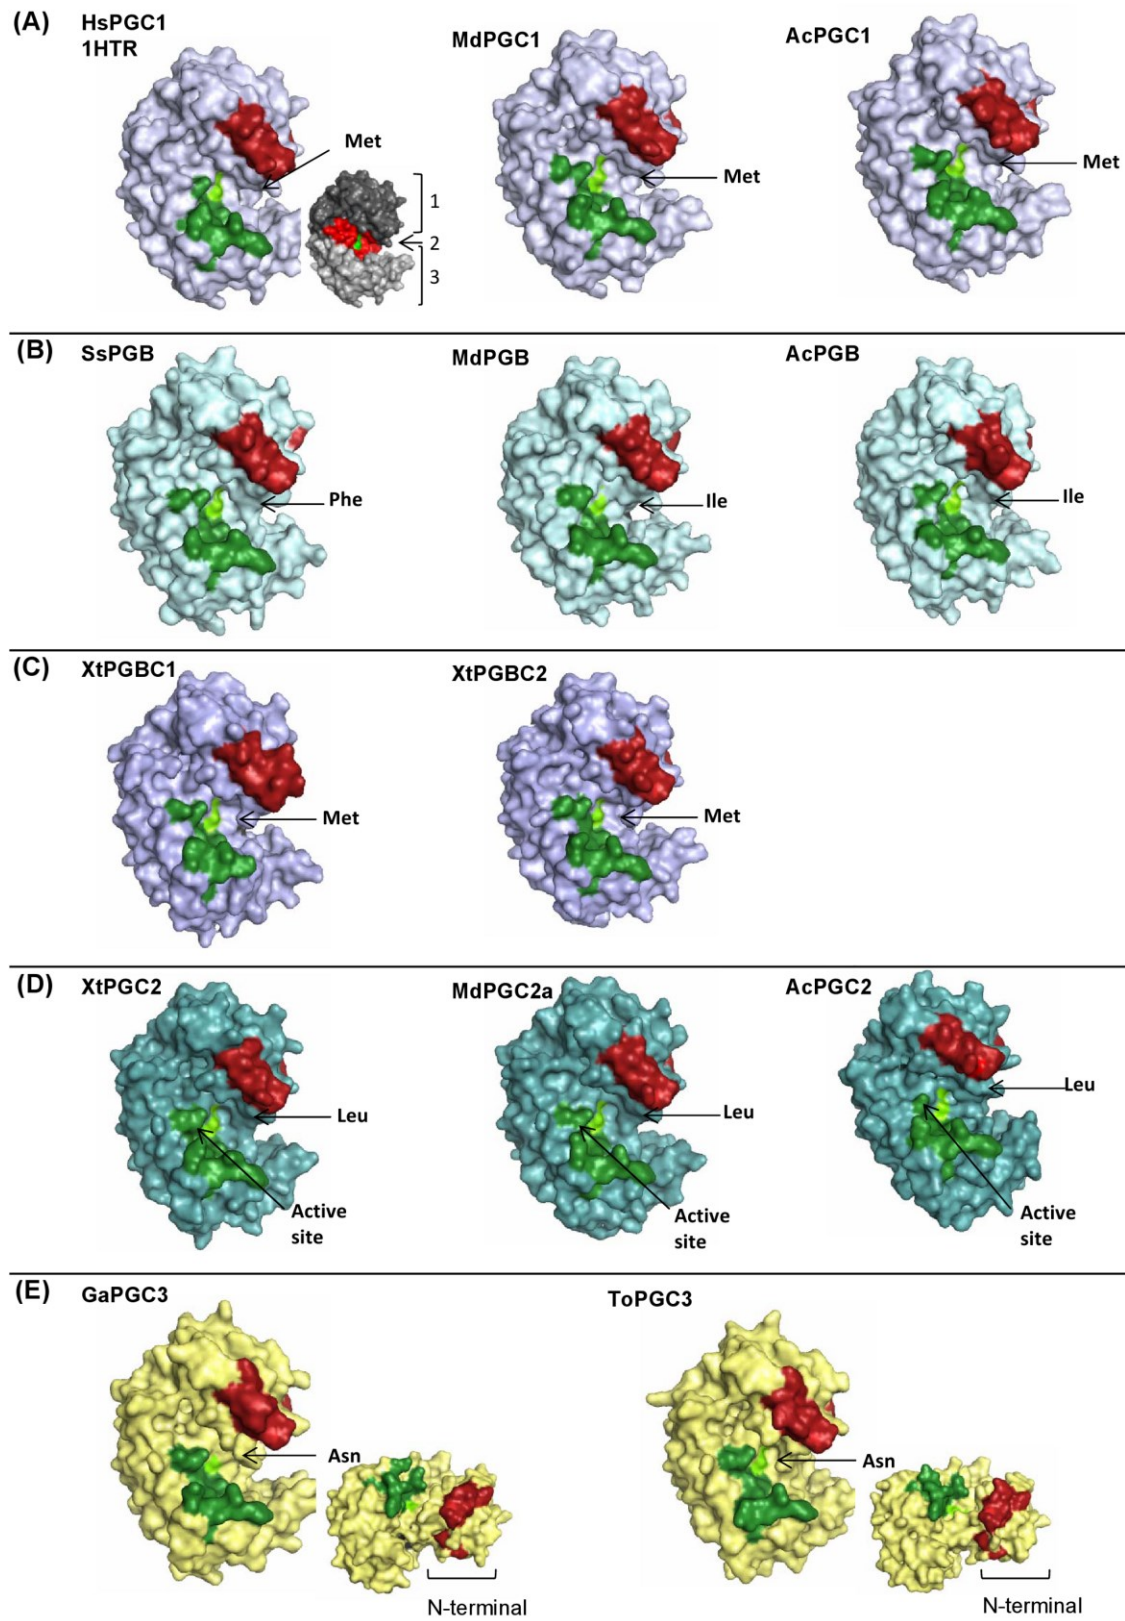 (A)
HsPGC1
1HTR
MdPGC1
AcPGC1
Met
Met
Met
1
2
3
(B)
SsPGB
MdPGB
AcPGB
Phe
Ile
Ile
(C)
XtPGBC1
XtPGBC2
Met
Met
(D)
XtPGC2
MdPGC2a
AcPGC2
Leu
Leu
Leu
Active
site
Active
site
Active
site
(E)
GaPGC3
ToPGC3
Asn
Asn
N-terminal
N-terminal